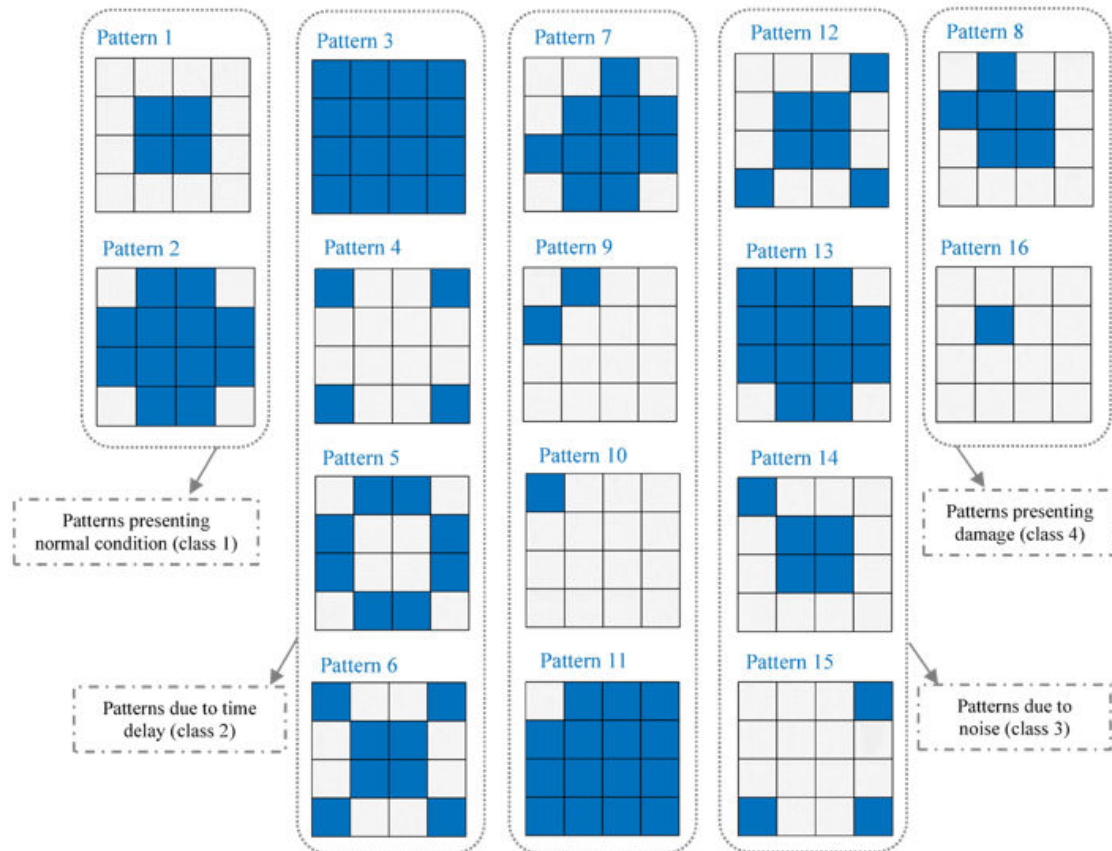 Pattern 1
Pattern 3
Pattern 7
Pattern 12
Pattern 8
Pattern 2
Pattern 4
Pattern 9
Pattern 13
Pattern 16
Pattern 5
Pattern 10
Pattern 14
Patterns presenting
normal condition (class 1)
Patterns presenting
damage (class 4)
Pattern 6
Pattern 11
Pattern 15
Patterns due to time
delay (class 2)
Patterns due to
noise (class 3)